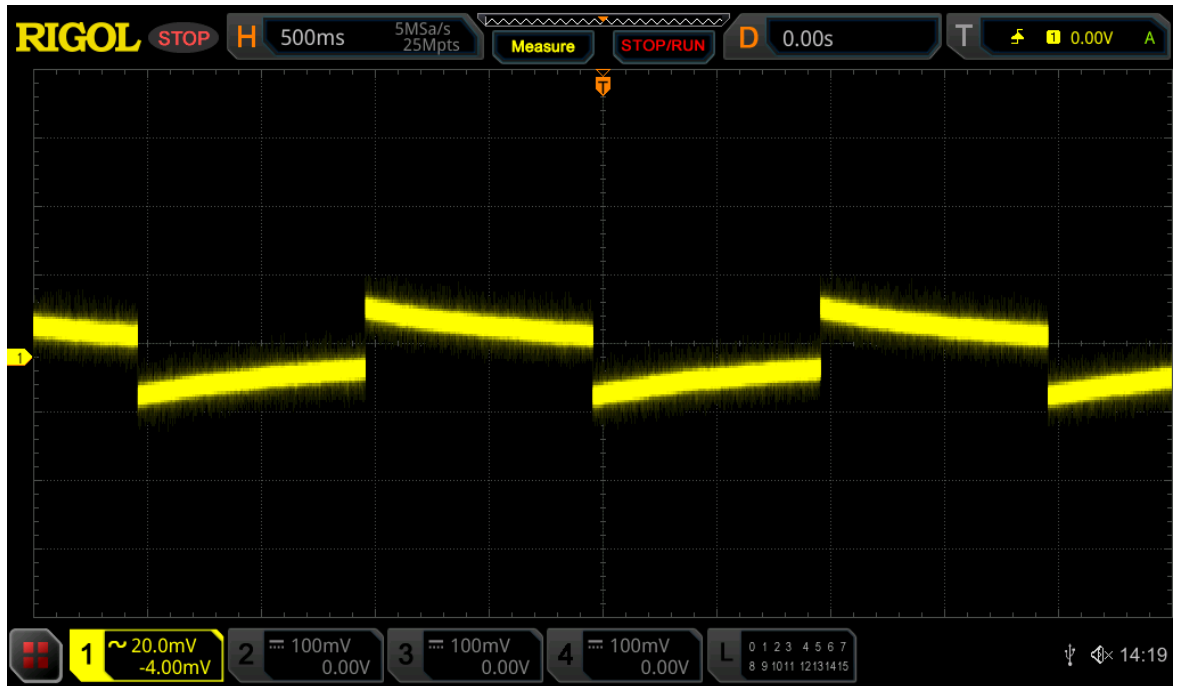 RIGOL STOP H 500ms 5MSa/s 25Mpts Measure STOP/RUN D 0.00s T 1 0.00V A
T
1
1 20.0mV -4.00mV 2 100mV 0.00V 3 100mV 0.00V 4 100mV 0.00V L 0 1 2 3 4 5 6 7 8 9 10 11 12 13 14 15 14:19